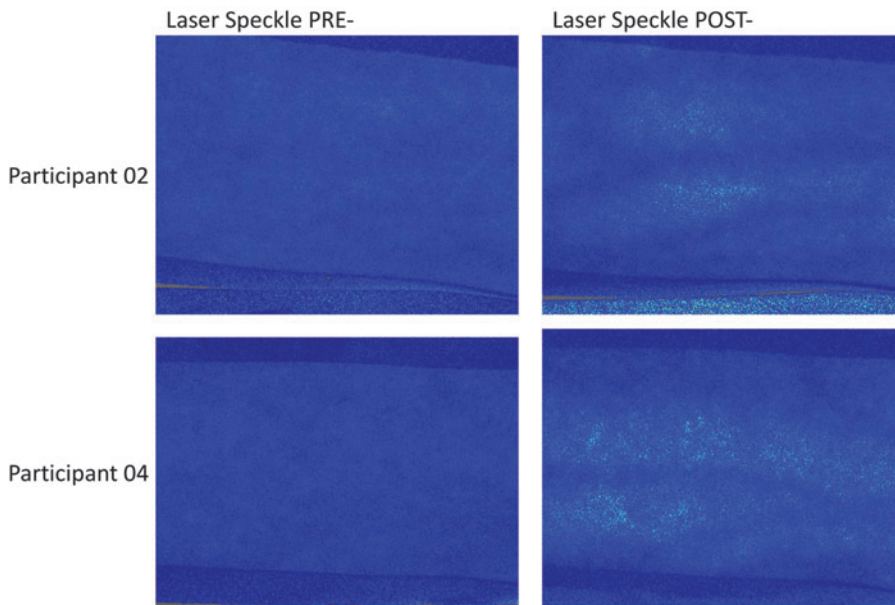 Laser Speckle PRE-
Laser Speckle POST-
Participant 02
Participant 04